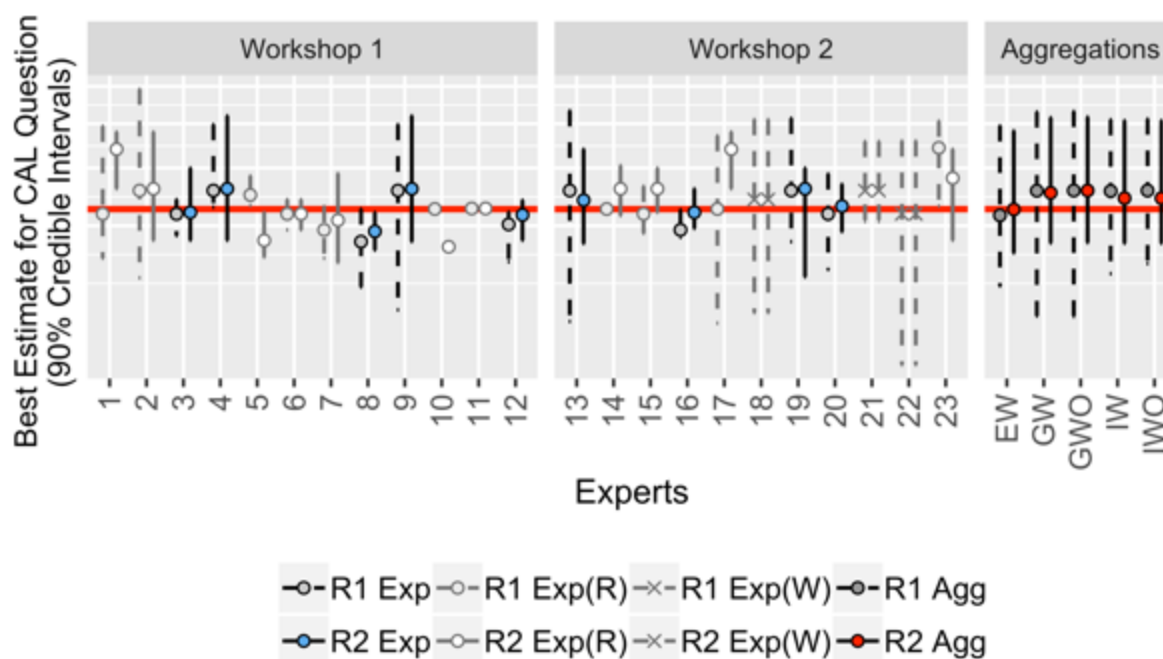 Workshop 1
Workshop 2
Aggregations
Best Estimate for CAL Question
(90% Credible Intervals)
1 2 3 4 5 6 7 8 9 10 11 12
13 14 15 16 17 18 19 20 21 22 23
EW GW GWO IW IWO
Experts
R1 Exp R1 Exp(R) R1 Exp(W) R1 Agg
R2 Exp R2 Exp(R) R2 Exp(W) R2 Agg